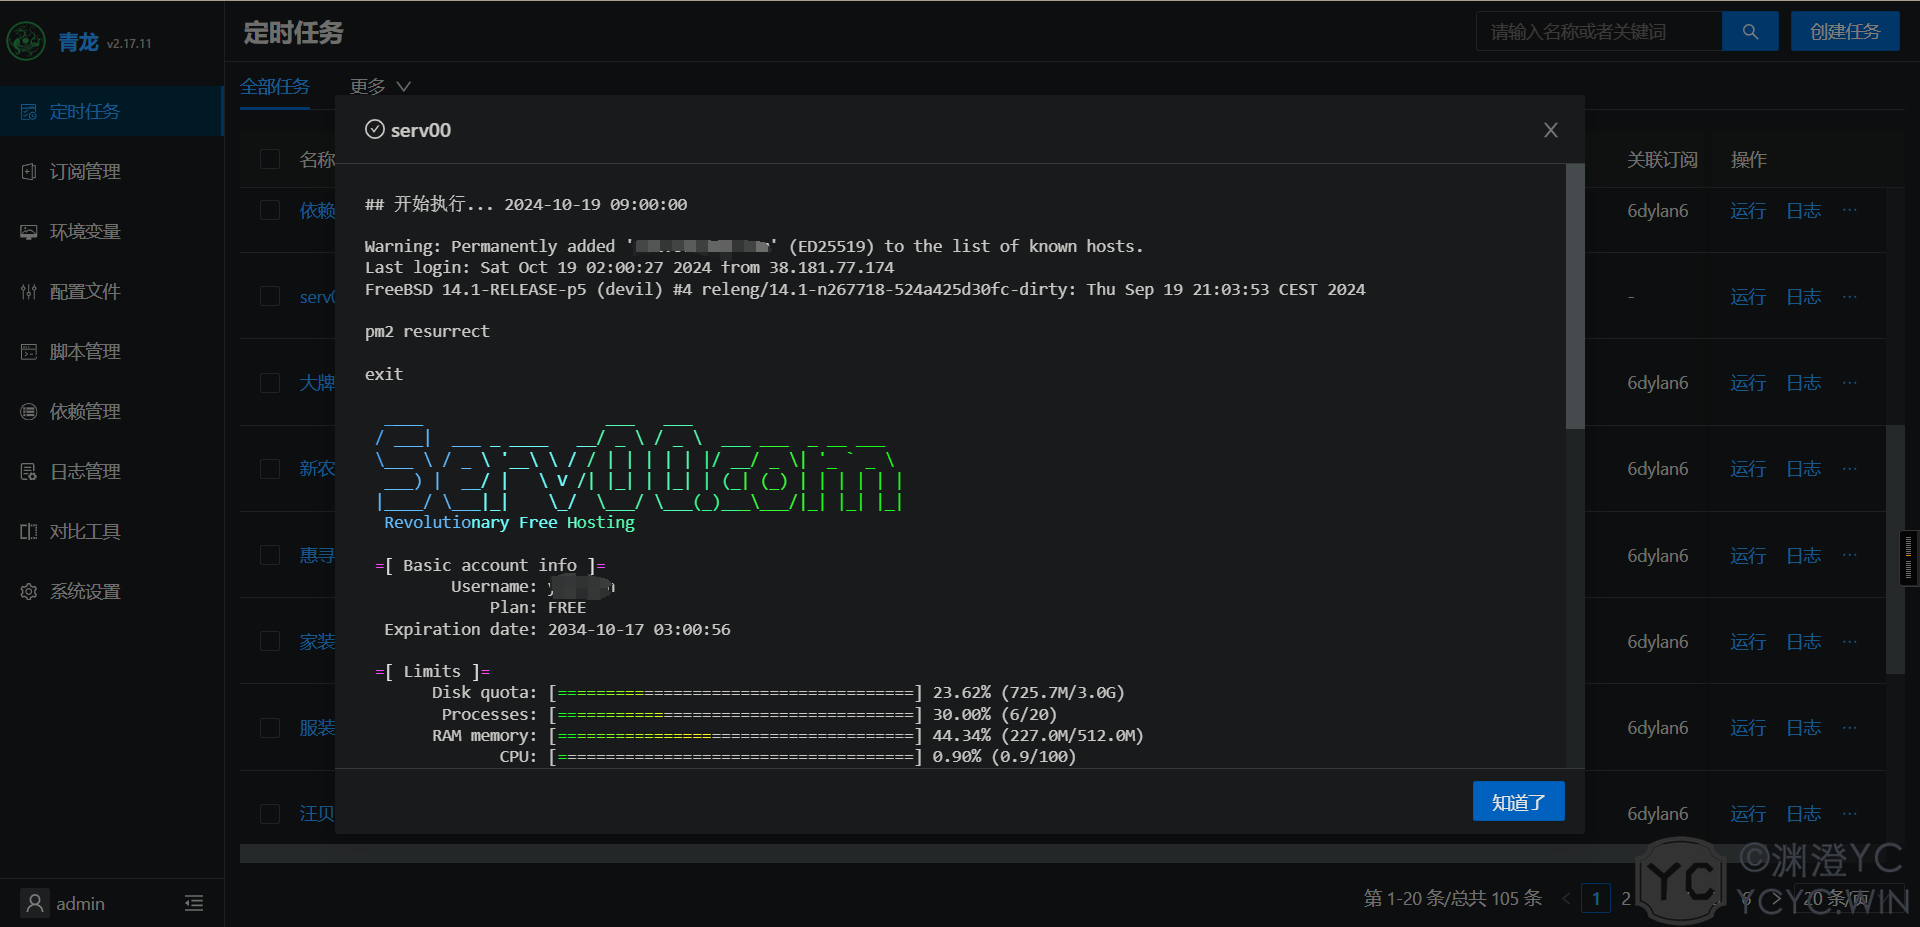 青龙 v2.17.11
定时任务
请输入名称或者关键词
创建任务
定时任务
订阅管理
环境变量
配置文件
脚本管理
依赖管理
日志管理
对比工具
系统设置
admin
全部任务 更多
名称
关联订阅 操作
依赖
6dylan6 运行 日志 ···
serv0
- 运行 日志 ···
大牌
6dylan6 运行 日志 ···
新农
6dylan6 运行 日志 ···
惠寻
6dylan6 运行 日志 ···
家装
6dylan6 运行 日志 ···
服装
6dylan6 运行 日志 ···
汪贝
6dylan6 运行 日志 ···
serv00
## 开始执行... 2024-10-19 09:00:00
Warning: Permanently added '' (ED25519) to the list of known hosts.
Last login: Sat Oct 19 02:00:27 2024 from 38.181.77.174
FreeBSD 14.1-RELEASE-p5 (devil) #4 releng/14.1-n267718-524a425d30fc-dirty: Thu Sep 19 21:03:53 CEST 2024
pm2 resurrect
exit
Serv00.com
Revolutionary Free Hosting
=[ Basic account info ]=
Username:
Plan: FREE
Expiration date: 2034-10-17 03:00:56
=[ Limits ]=
Disk quota: [=====================================] 23.62% (725.7M/3.0G)
Processes: [=====================================] 30.00% (6/20)
RAM memory: [=====================================] 44.34% (227.0M/512.0M)
CPU: [=====================================] 0.90% (0.9/100)
知道了
第 1-20 条/总共 105 条 < 1 2 6 > 20 条/页
YC
©渊澄YC
YCYC.WIN